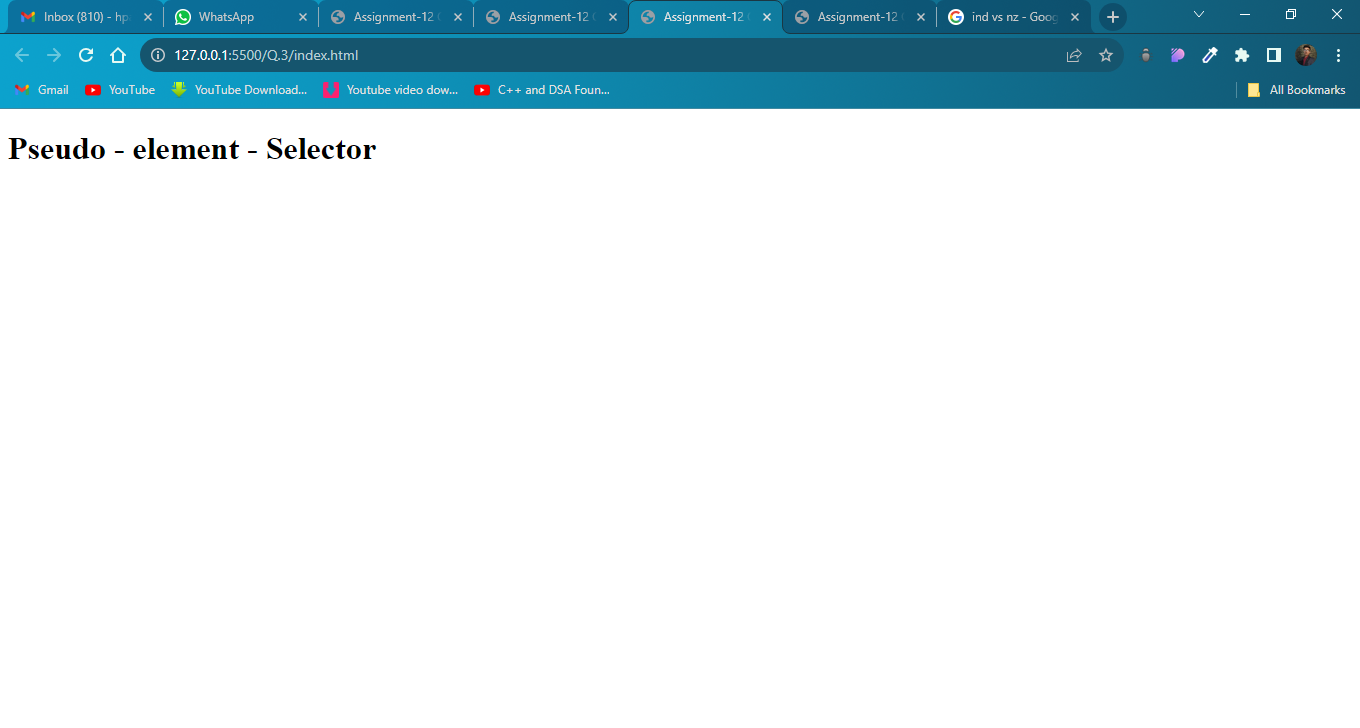 Inbox (810) - hp
WhatsApp
Assignment-12
Assignment-12
Assignment-12
Assignment-12
ind vs nz - Goog
127.0.0.1:5500/Q.3/index.html
Gmail
YouTube
YouTube Download...
Youtube video dow...
C++ and DSA Foun...
All Bookmarks
Pseudo - element - Selector